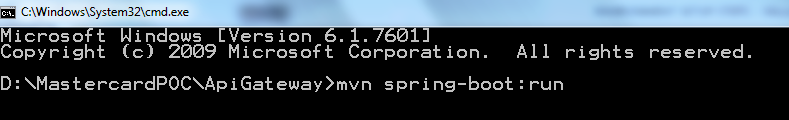 C:\Windows\System32\cmd.exe
Microsoft Windows [Version 6.1.7601]
Copyright (c) 2009 Microsoft Corporation.  All rights reserved.
D:\MastercardPOC\ApiGateway>mvn spring-boot:run